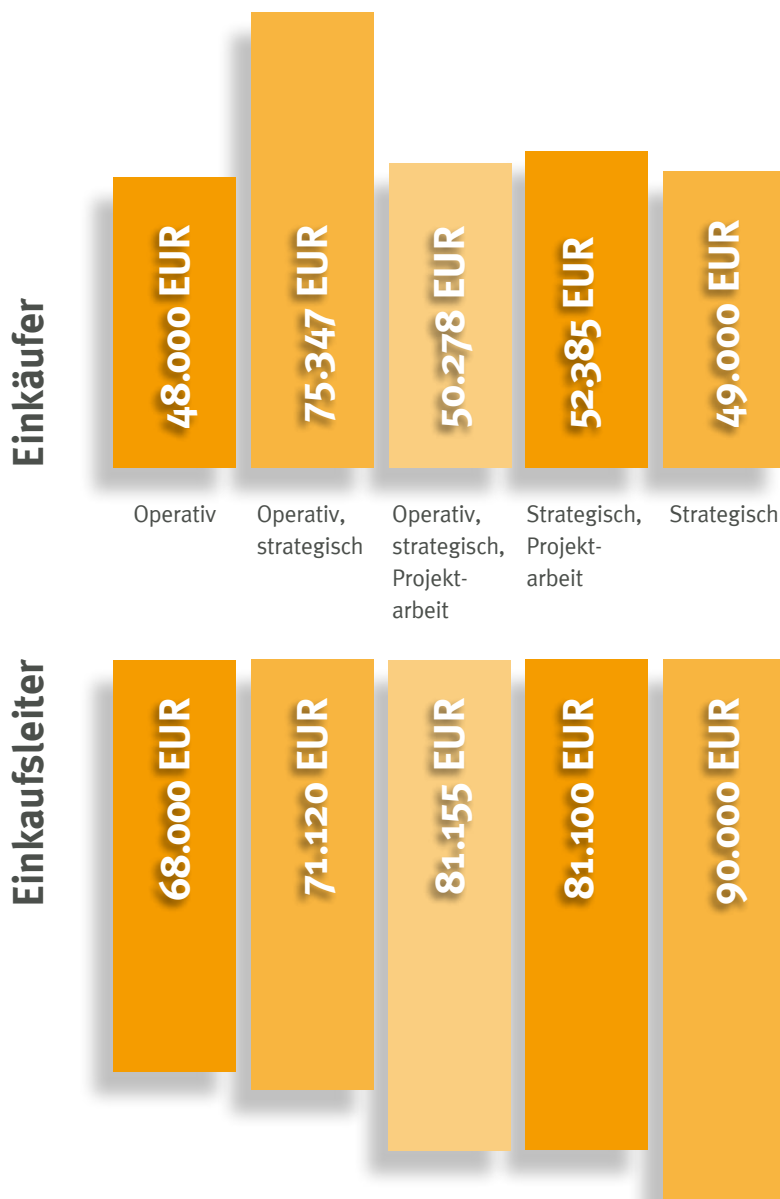 Einkäufer
48.000 EUR
75.347 EUR
50.278 EUR
52.385 EUR
49.000 EUR
Operativ
Operativ,
strategisch
Operativ,
strategisch,
Projekt-
arbeit
Strategisch,
Projekt-
arbeit
Strategisch
Einkaufsleiter
68.000 EUR
71.120 EUR
81.155 EUR
81.100 EUR
90.000 EUR